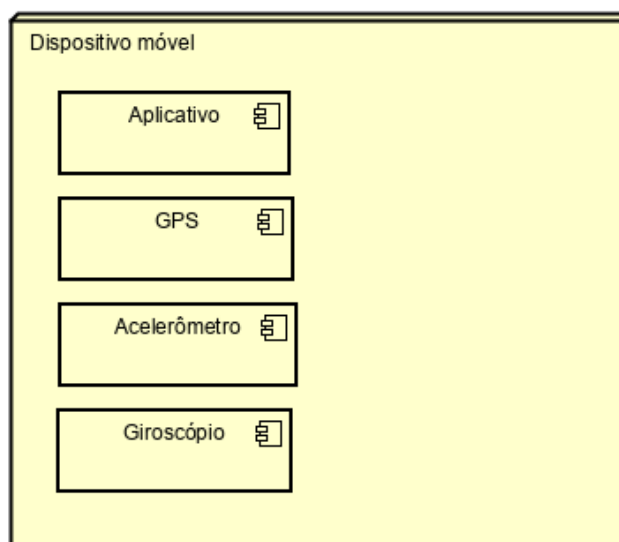 Dispositivo móvel
Aplicativo
GPS
Acelerômetro
Giroscópio